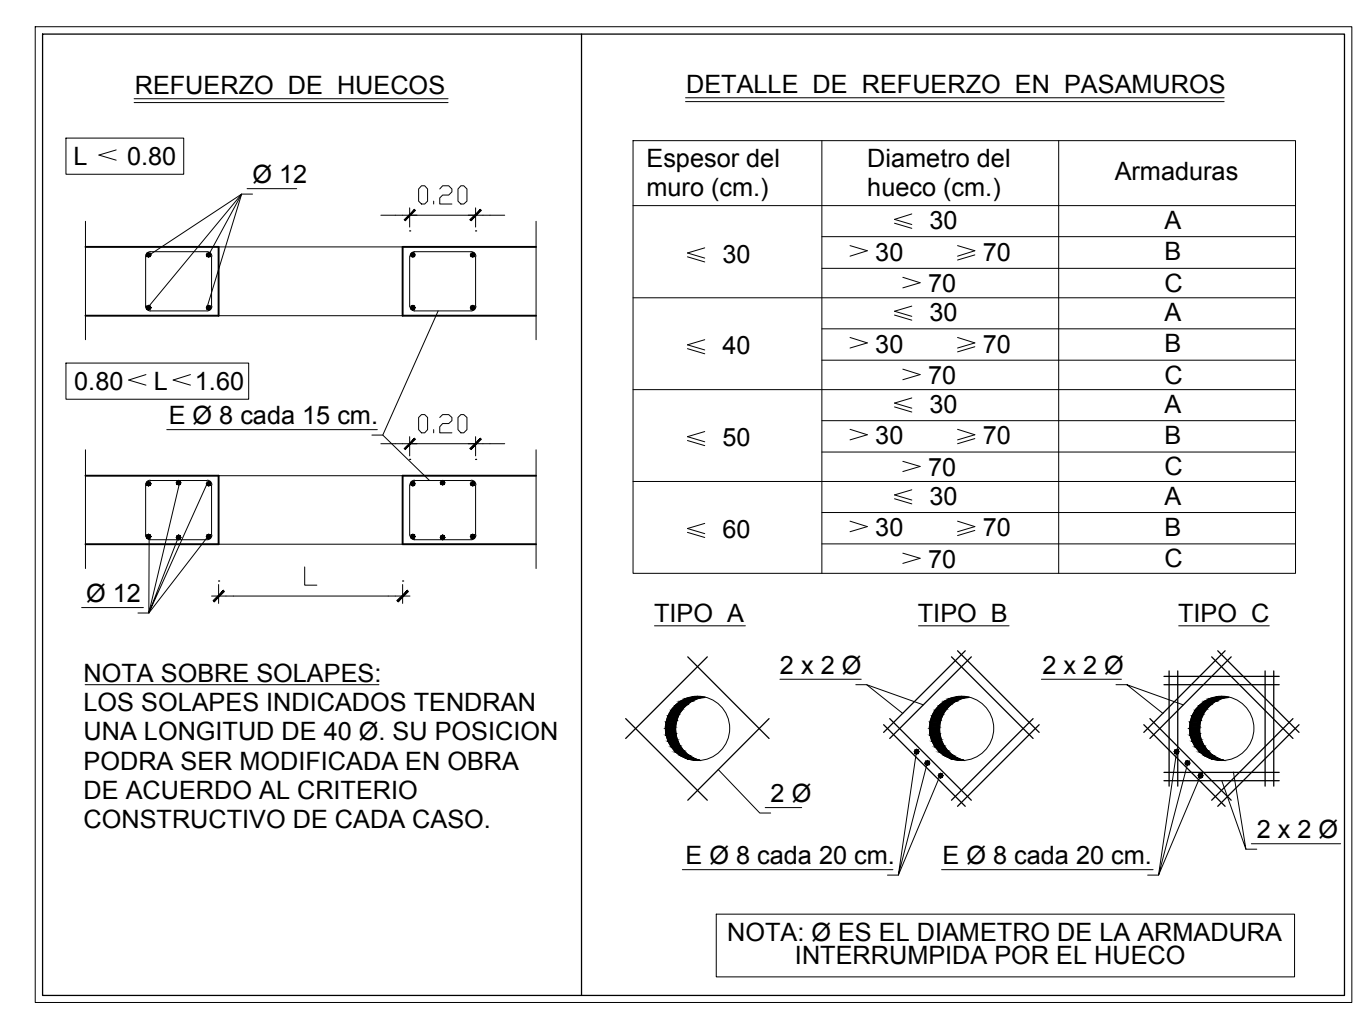 REFUERZO DE HUECOS
L < 0.80
Ø 12
0.20
0.80 < L < 1.60
E Ø 8 cada 15 cm.
0.20
Ø 12
L
NOTA SOBRE SOLAPES:
LOS SOLAPES INDICADOS TENDRAN
UNA LONGITUD DE 40 Ø. SU POSICION
PODRA SER MODIFICADA EN OBRA
DE ACUERDO AL CRITERIO
CONSTRUCTIVO DE CADA CASO.
DETALLE DE REFUERZO EN PASAMUROS
Espesor del muro (cm.) Diametro del hueco (cm.) Armaduras
⩽ 30
⩽ 30 A
> 30 ⩾ 70 B
> 70 C
⩽ 40
⩽ 30 A
> 30 ⩾ 70 B
> 70 C
⩽ 50
⩽ 30 A
> 30 ⩾ 70 B
> 70 C
⩽ 60
⩽ 30 A
> 30 ⩾ 70 B
> 70 C
TIPO A TIPO B TIPO C
2 x 2 Ø 2 x 2 Ø
2 Ø
2 x 2 Ø
E Ø 8 cada 20 cm. E Ø 8 cada 20 cm.
NOTA: Ø ES EL DIAMETRO DE LA ARMADURA
INTERRUMPIDA POR EL HUECO